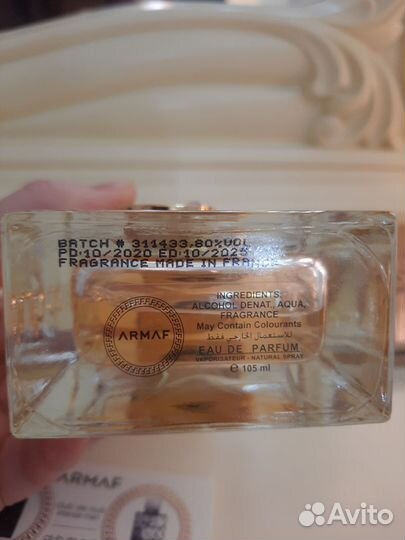 BATCH # 311433.80%VOL
PD:10/2020 ED:10/2025
FRAGRANCE MADE IN FRANCE
INGREDIENTS:
ALCOHOL DENAT., AQUA,
FRAGRANCE
May Contain Colourants
للاستعمال الخارجي فقط
EAU DE PARFUM
VAPORISATEUR - NATURAL SPRAY
e 105 ml
ARMAF
ARMAF
Avito